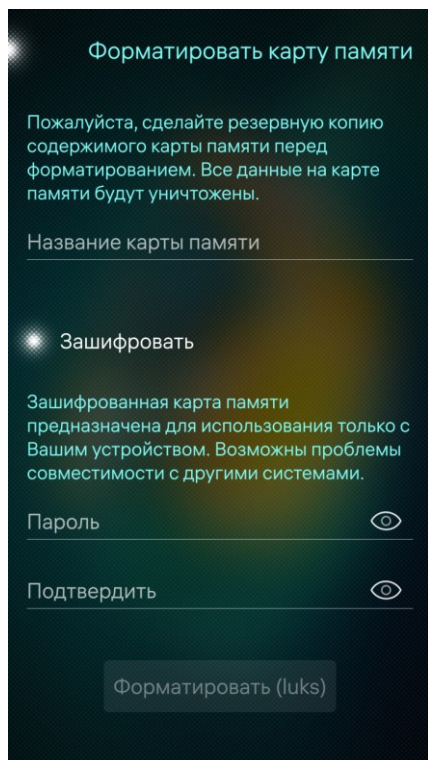 Форматировать карту памяти
Пожалуйста, сделайте резервную копию
содержимого карты памяти перед
форматированием. Все данные на карте
памяти будут уничтожены.
Название карты памяти
Зашифровать
Зашифрованная карта памяти
предназначена для использования только с
Вашим устройством. Возможны проблемы
совместимости с другими системами.
Пароль
Подтвердить
Форматировать (luks)